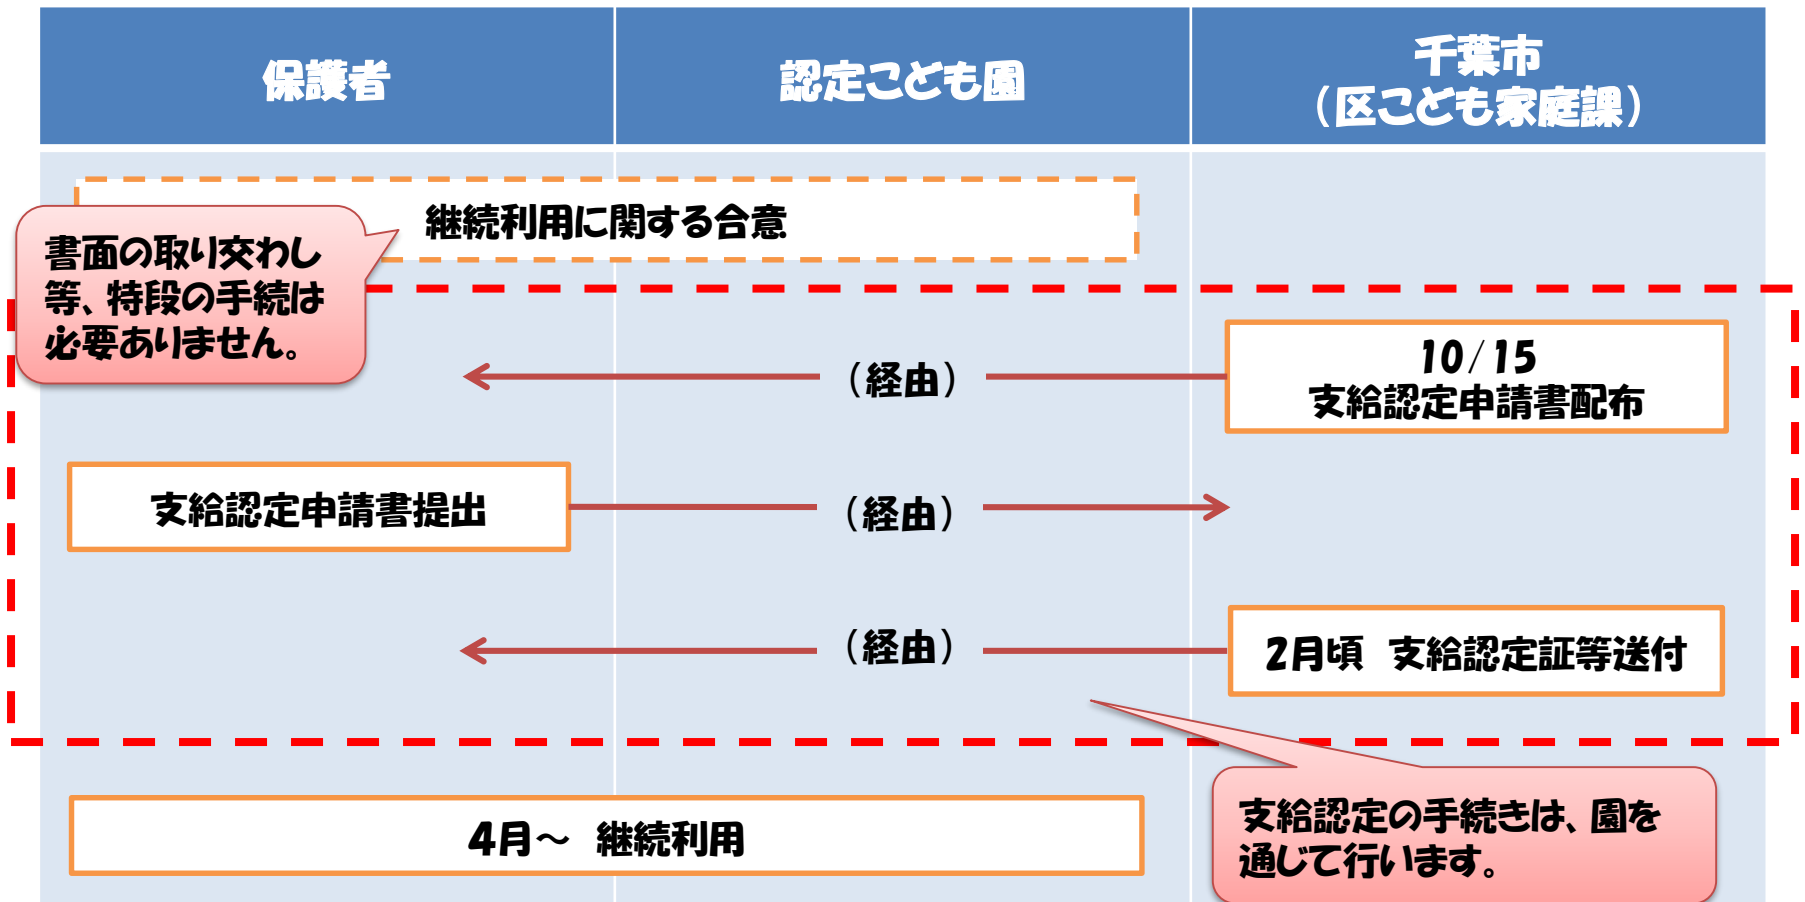 保護者
認定こども園
千葉市
（区こども家庭課）
継続利用に関する合意
書面の取り交わし
等、特段の手続は
必要ありません。
10/15
支給認定申請書配布
（経由）
支給認定申請書提出
（経由）
2月頃　支給認定証等送付
（経由）
4月～　継続利用
支給認定の手続きは、園を
通じて行います。